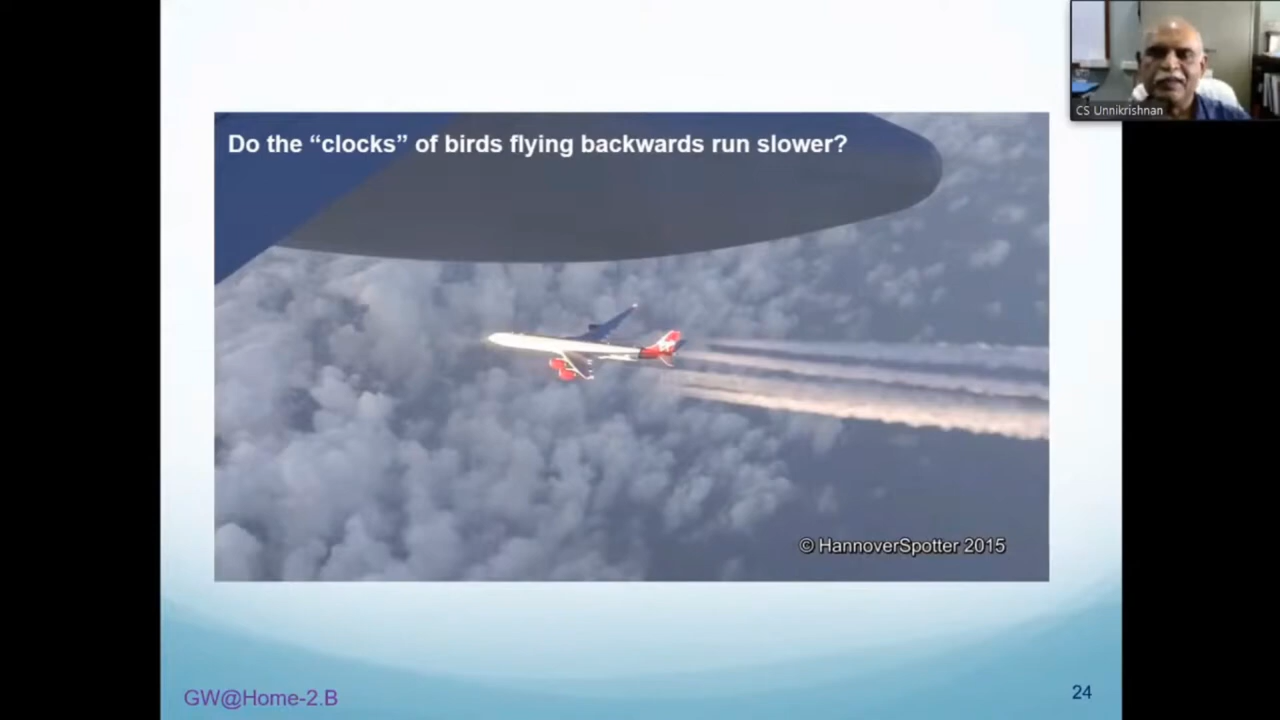 CS Unnikrishnan
Do the “clocks” of birds flying backwards run slower?
© HannoverSpotter 2015
GW@Home-2.B
24